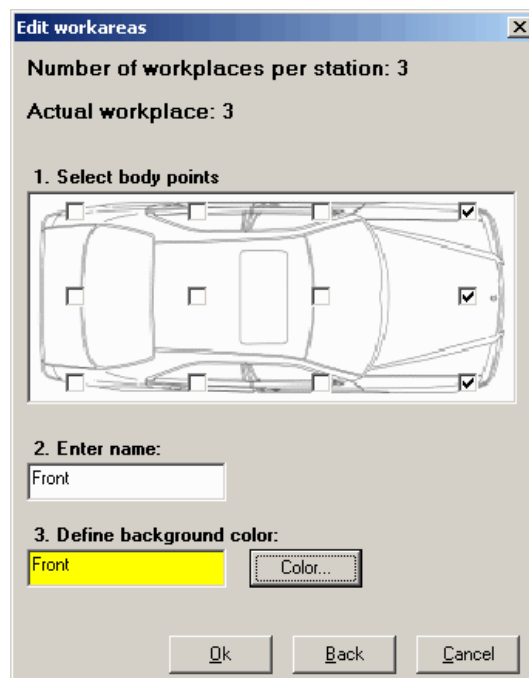 Edit workareas
Number of workplaces per station: 3
Actual workplace: 3
1. Select body points
2. Enter name:
Front
3. Define background color:
Front
Color...
Ok
Back
Cancel